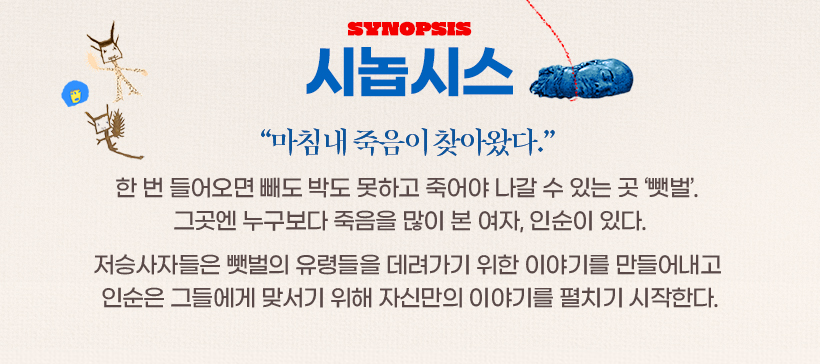 SYNOPSIS
시놉시스
“마침내 죽음이 찾아왔다.”
한 번 들어오면 빼도 박도 못하고 죽어야 나갈 수 있는 곳 ‘뺏벌’.
그곳엔 누구보다 죽음을 많이 본 여자, 인순이 있다.
저승사자들은 뺏벌의 유령들을 데려가기 위한 이야기를 만들어내고
인순은 그들에게 맞서기 위해 자신만의 이야기를 펼치기 시작한다.